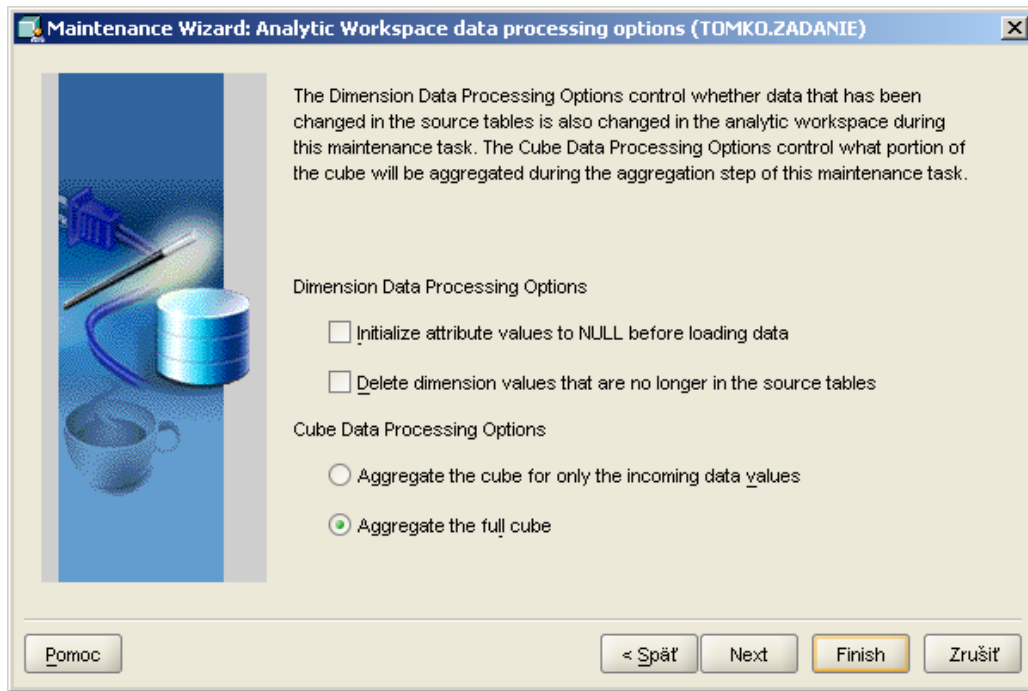 Maintenance Wizard: Analytic Workspace data processing options (TOMKO.ZADANIE)
The Dimension Data Processing Options control whether data that has been
changed in the source tables is also changed in the analytic workspace during
this maintenance task. The Cube Data Processing Options control what portion of
the cube will be aggregated during the aggregation step of this maintenance task.
Dimension Data Processing Options
Initialize attribute values to NULL before loading data
Delete dimension values that are no longer in the source tables
Cube Data Processing Options
Aggregate the cube for only the incoming data values
Aggregate the full cube
Pomoc
< Späť
Next
Finish
Zrušiť